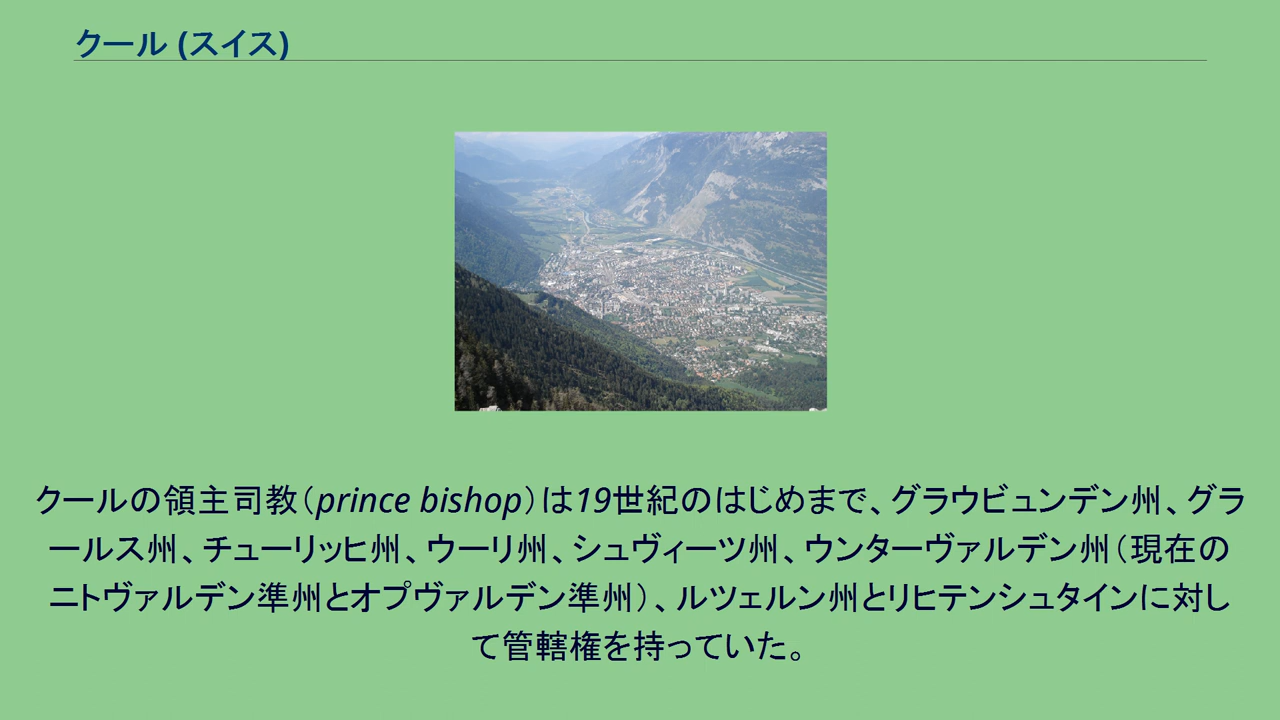 クール (スイス)
クールの領主司教（prince bishop）は19世紀のはじめまで、グラウビュンデン州、グラ
ールス州、チューリッヒ州、ウーリ州、シュヴィーツ州、ウンターヴァルデン州（現在の
ニトヴァルデン準州とオプヴァルデン準州）、ルツェルン州とリヒテンシュタインに対し
て管轄権を持っていた。